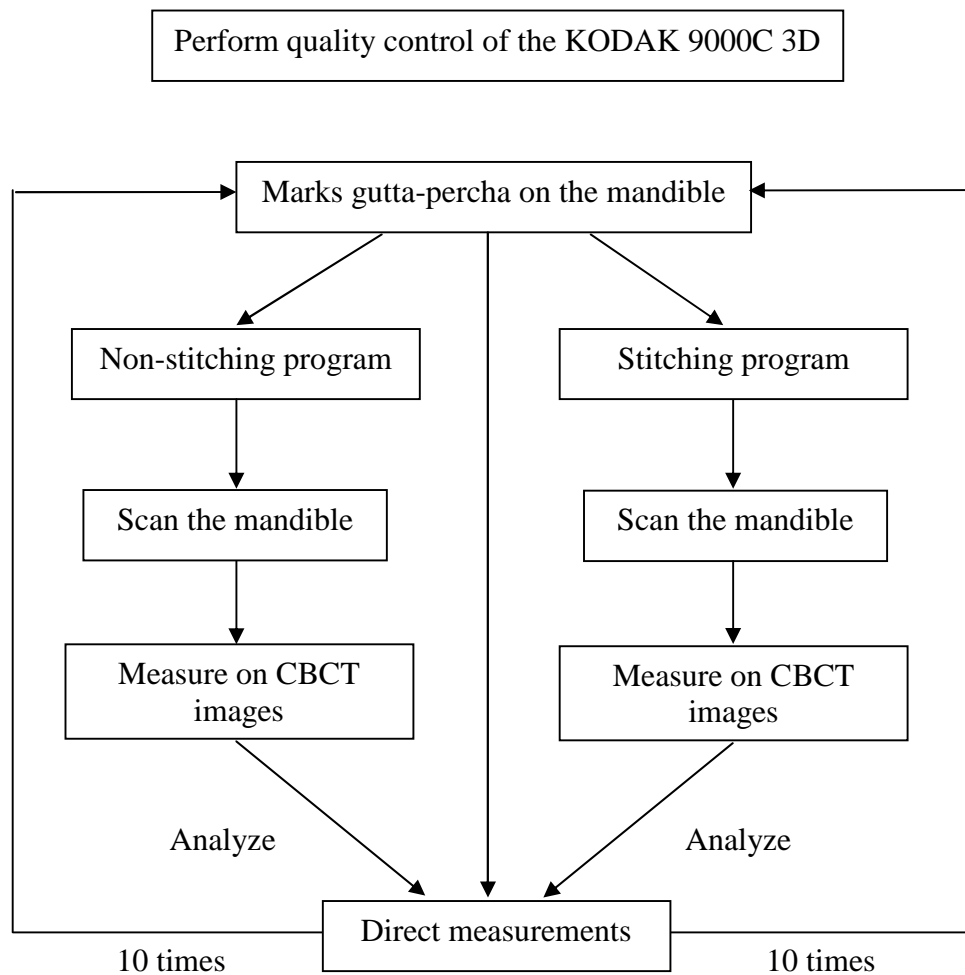 Perform quality control of the KODAK 9000C 3D
Marks gutta-percha on the mandible
Non-stitching program
Stitching program
Scan the mandible
Scan the mandible
Measure on CBCT
images
Measure on CBCT
images
Analyze
Analyze
Direct measurements
10 times
10 times